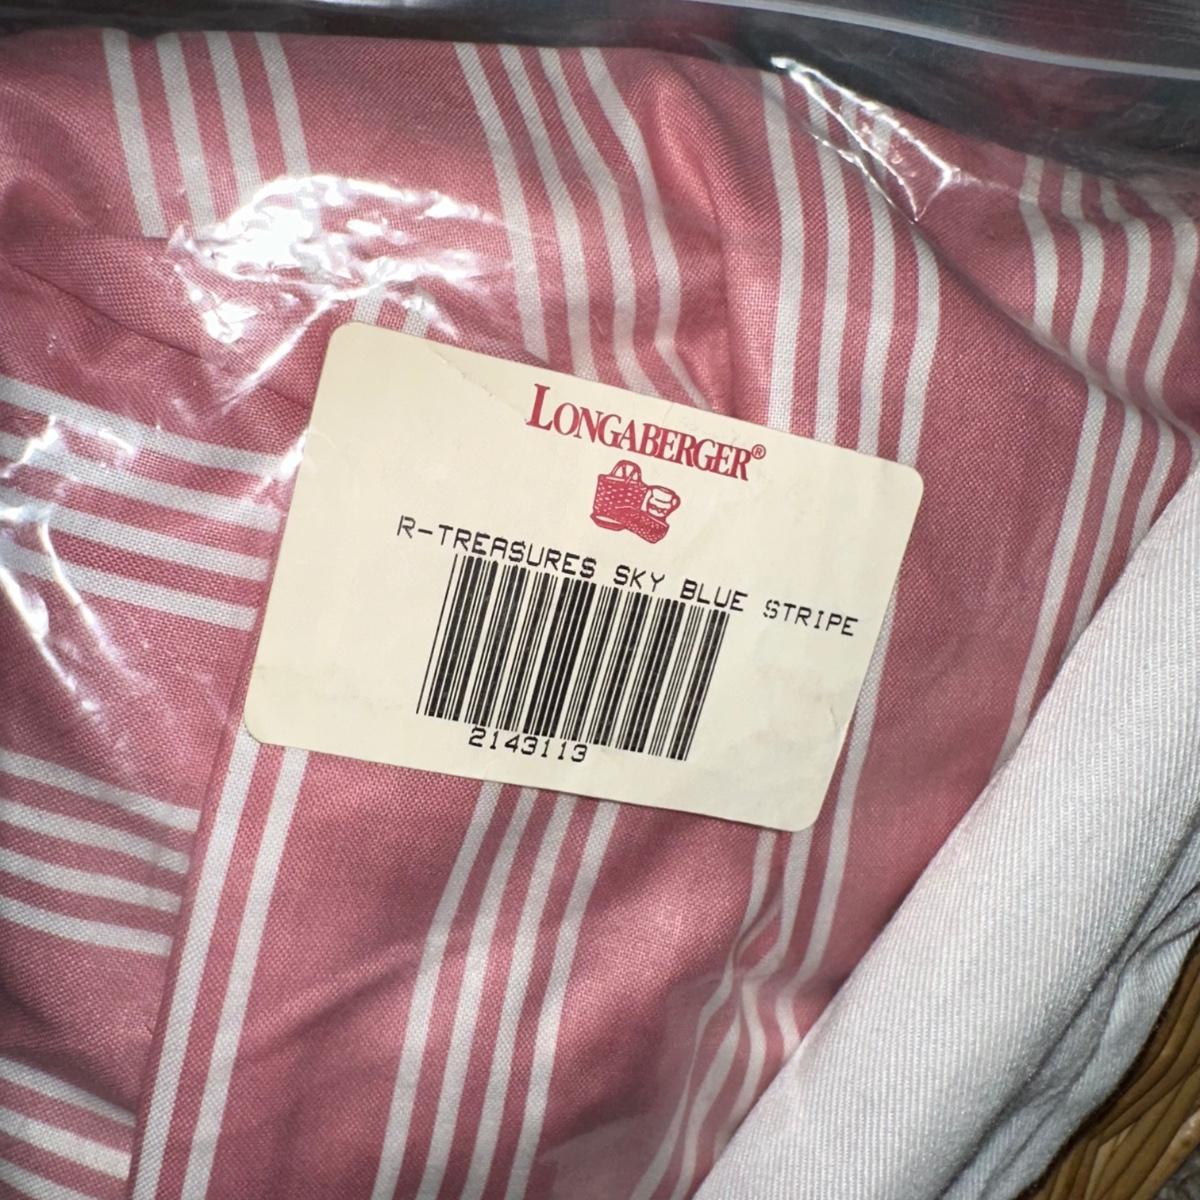 LONGABERGER®
R-TREASURES SKY BLUE STRIPE
2143113